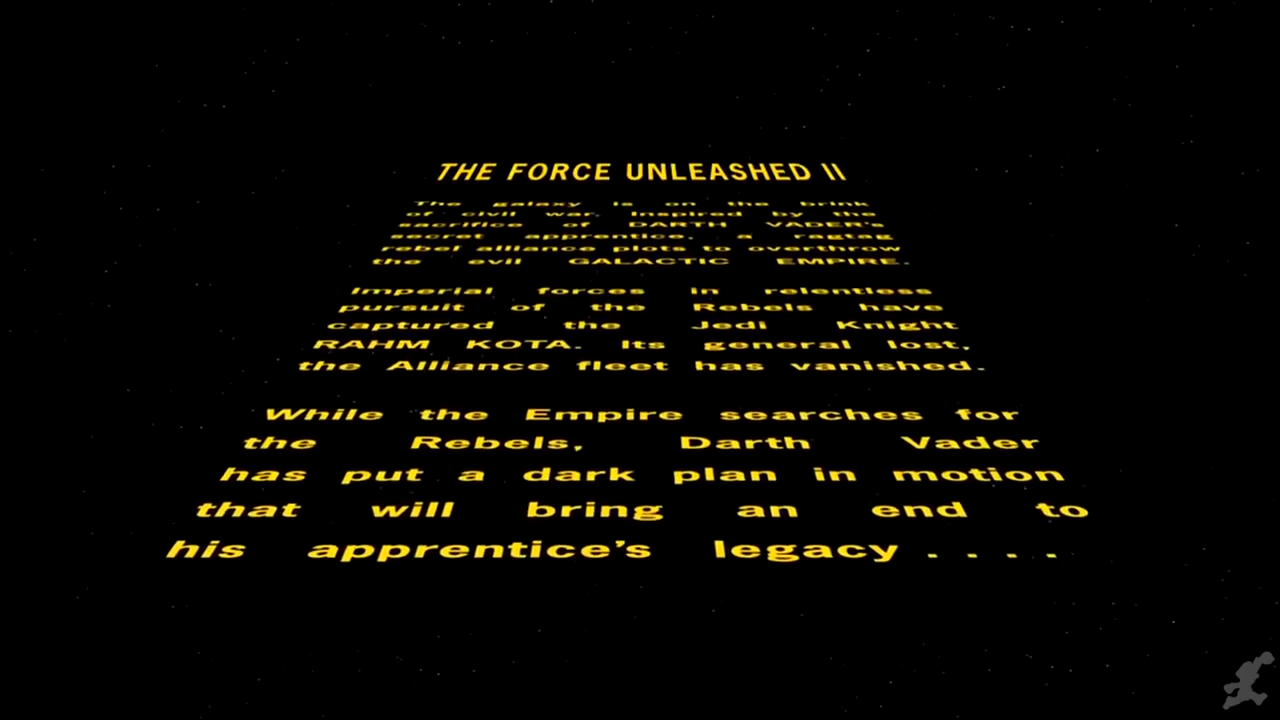 THE FORCE UNLEASHED II
The galaxy is on the brink
of civil war. Inspired by the
sacrifice of DARTH VADER's
secret apprentice, a ragtag
rebel alliance plots to overthrow
the evil GALACTIC EMPIRE.
Imperial forces in relentless
pursuit of the Rebels have
captured the Jedi Knight
RAHM KOTA. Its general lost,
the Alliance fleet has vanished.
While the Empire searches for
the Rebels, Darth Vader
has put a dark plan in motion
that will bring an end to
his apprentice's legacy . . . .